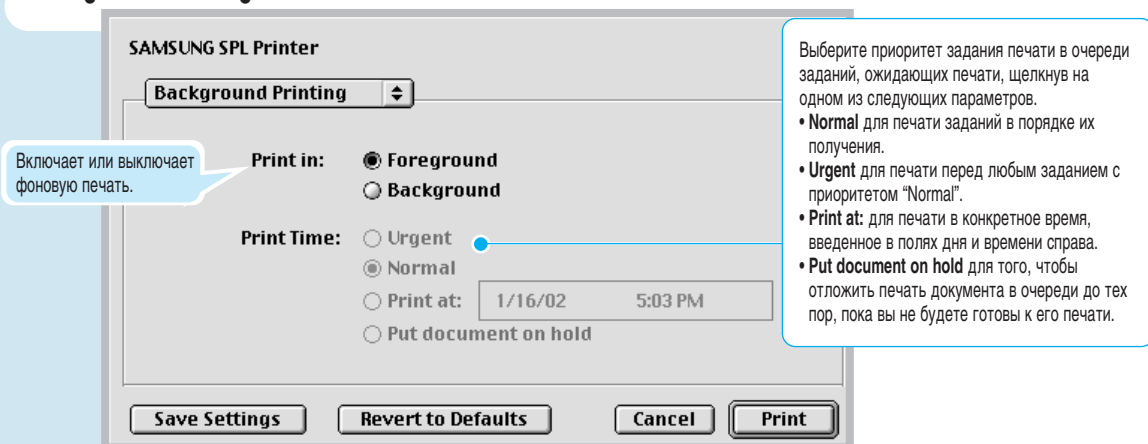 SAMSUNG SPL Printer
Background Printing
Включает или выключает
фоновую печать.
Print in:
Foreground
Background
Print Time:
Urgent
Normal
Print at: 1/16/02 5:03 PM
Put document on hold
Save Settings Revert to Defaults Cancel Print
Выберите приоритет задания печати в очереди
заданий, ожидающих печати, щелкнув на
одном из следующих параметров.
• Normal для печати заданий в порядке их
получения.
• Urgent для печати перед любым заданием с
приоритетом “Normal”.
• Print at: для печати в конкретное время,
введенное в полях дня и времени справа.
• Put document on hold для того, чтобы
отложить печать документа в очереди до тех
пор, пока вы не будете готовы к его печати.